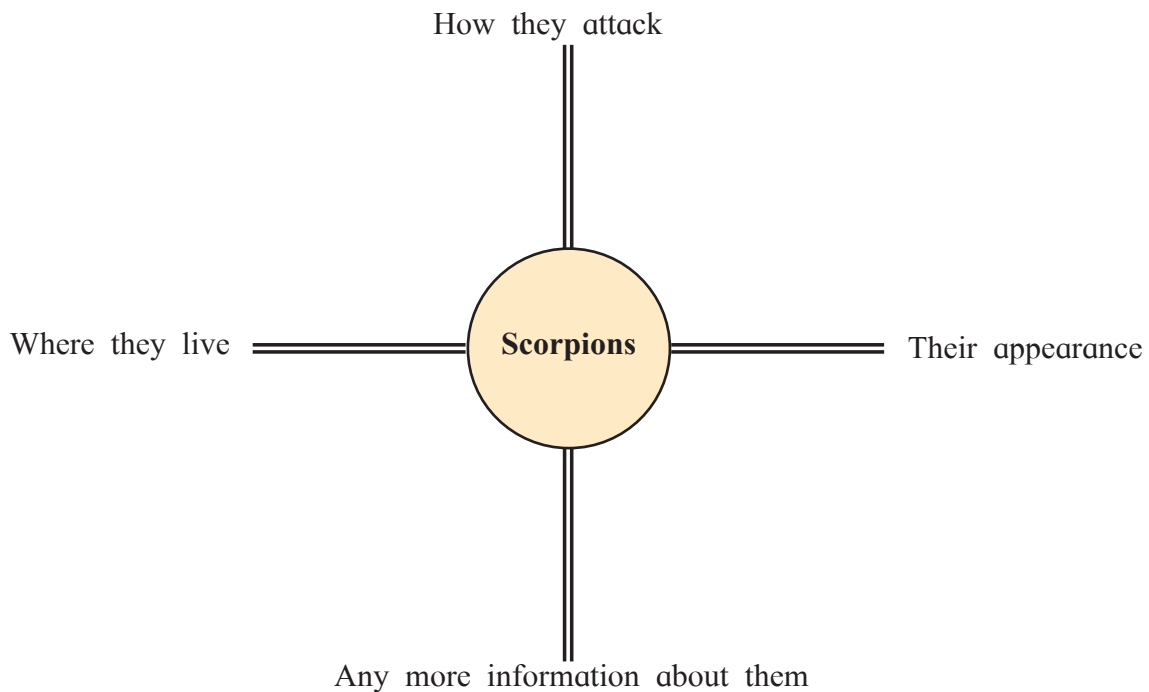 How they attack
Where they live
Scorpions
Their appearance
Any more information about them